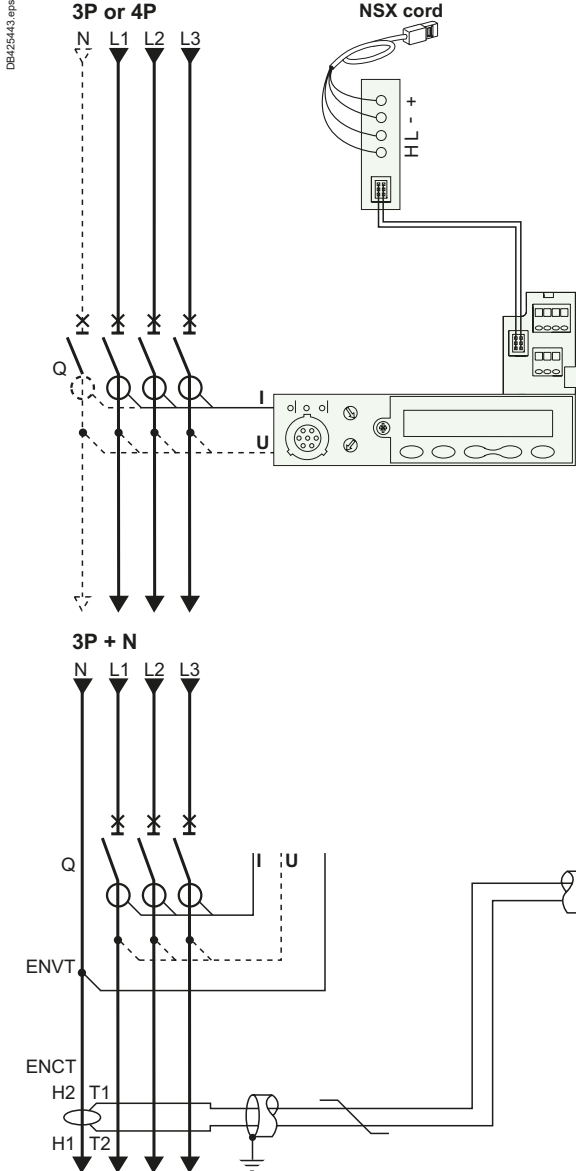 DB425443.eps
3P or 4P
N L1 L2 L3
NSX cord
H L - +
Q
I
U
3P + N
N L1 L2 L3
Q
I U
ENVT
ENCT
H2 T1
H1 T2